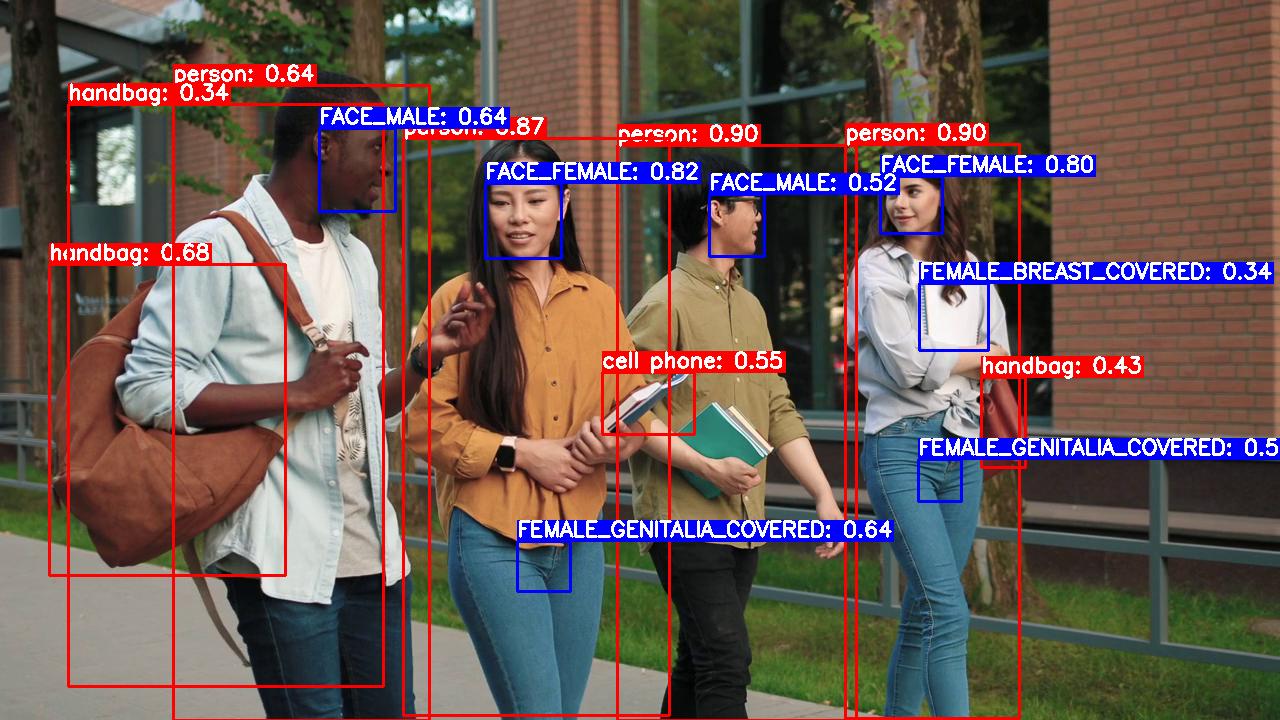 person: 0.64
handbag: 0.34
FACE_MALE: 0.64
person: 0.87
person: 0.90
person: 0.90
FACE_FEMALE: 0.82
FACE_MALE: 0.52
FACE_FEMALE: 0.80
handbag: 0.68
FEMALE_BREAST_COVERED: 0.34
cell phone: 0.55
handbag: 0.43
FEMALE_GENITALIA_COVERED: 0.5
FEMALE_GENITALIA_COVERED: 0.64